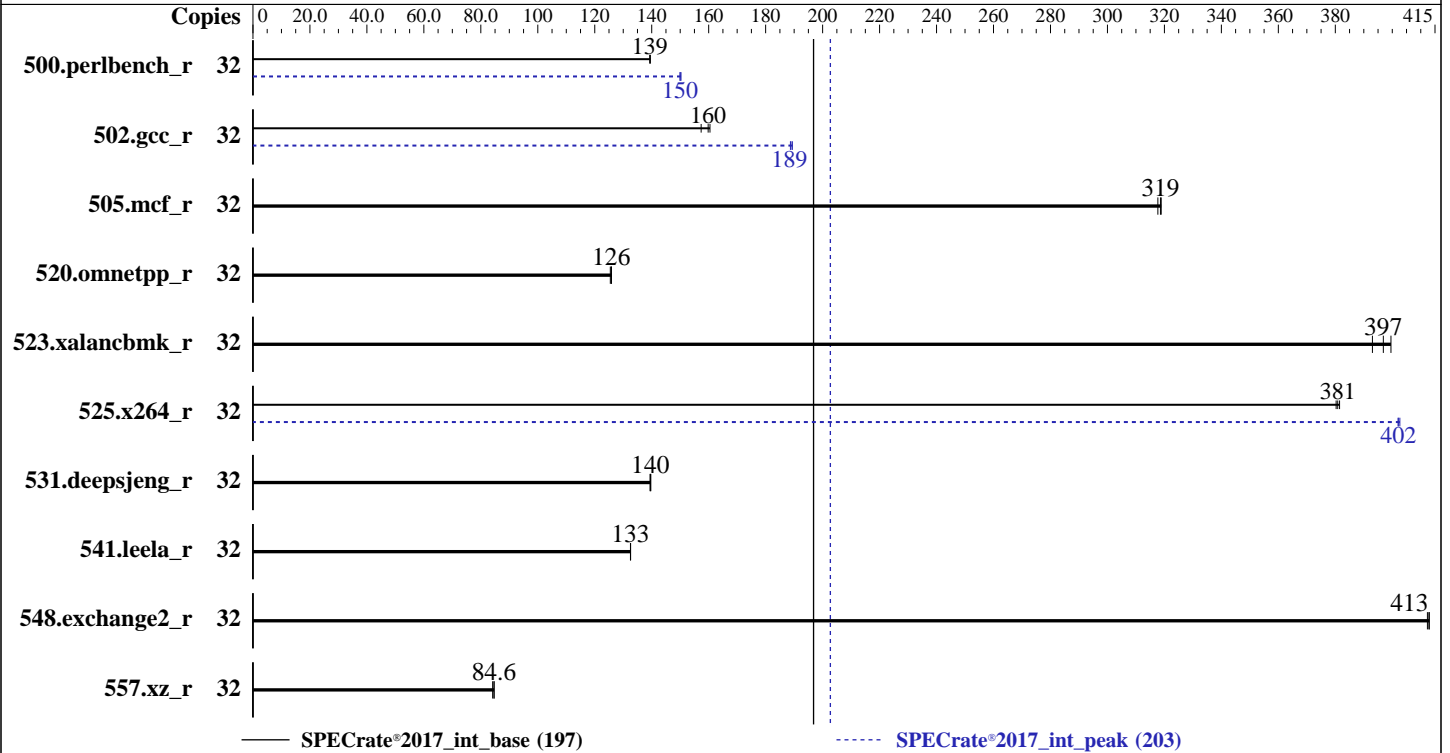 Copies 0 20.0 40.0 60.0 80.0 100 120 140 160 180 200 220 240 260 280 300 320 340 360 380 415
500.perlbench_r 32 139
150
502.gcc_r 32 160
189
505.mcf_r 32 319
520.omnetpp_r 32 126
523.xalancbmk_r 32 397
525.x264_r 32 381
402
531.deepsjeng_r 32 140
541.leela_r 32 133
548.exchange2_r 32 413
557.xz_r 32 84.6
SPECrate®2017_int_base (197) SPECrate®2017_int_peak (203)